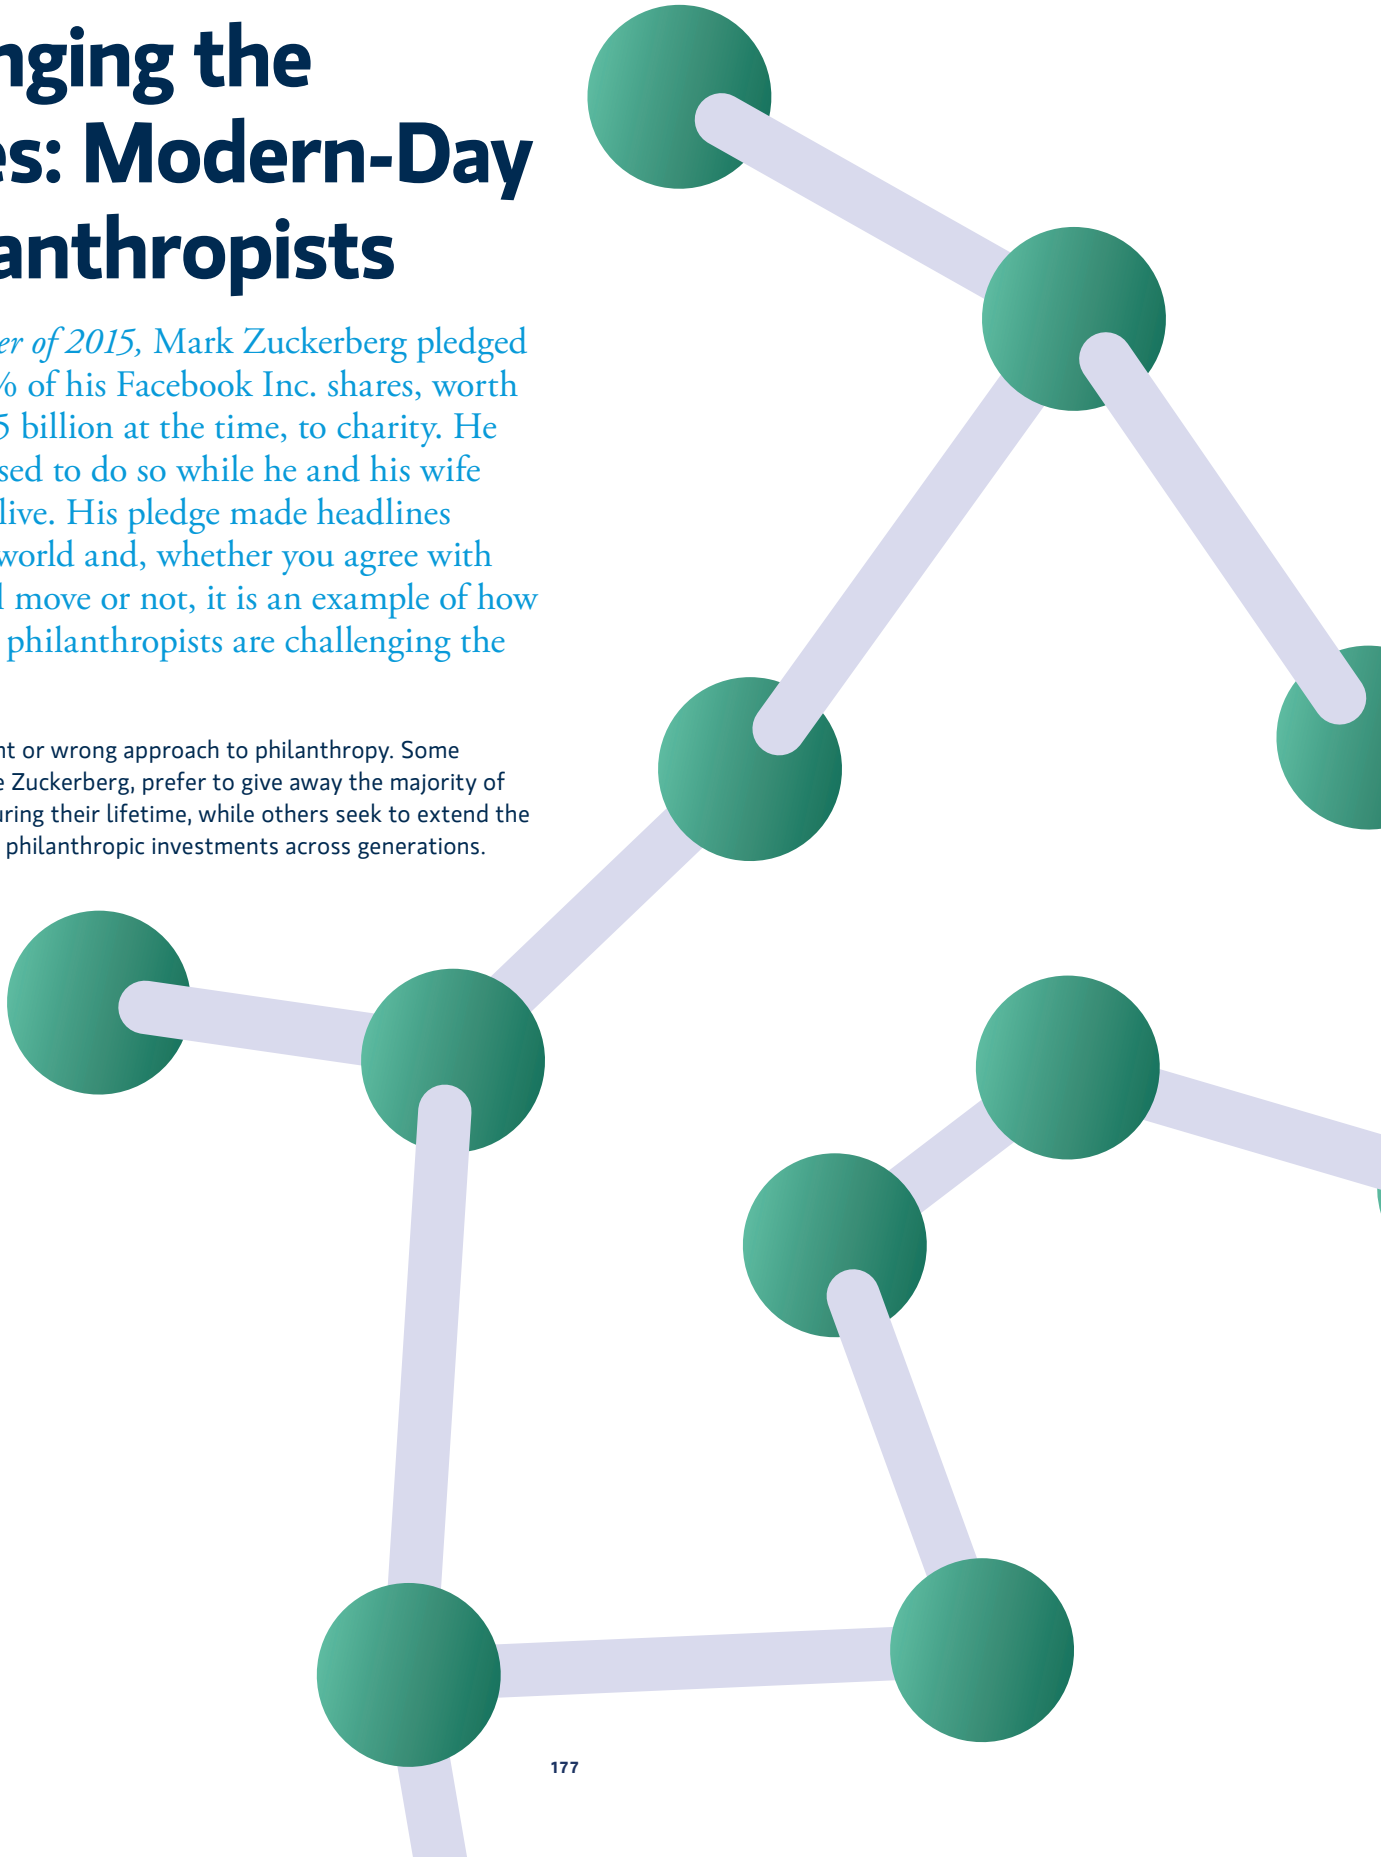 nging the
es: Modern-Day
anthropists
er of 2015, Mark Zuckerberg pledged
% of his Facebook Inc. shares, worth
5 billion at the time, to charity. He
sed to do so while he and his wife
live. His pledge made headlines
world and, whether you agree with
l move or not, it is an example of how
philanthropists are challenging the
nt or wrong approach to philanthropy. Some
e Zuckerberg, prefer to give away the majority of
uring their lifetime, while others seek to extend the
philanthropic investments across generations.
177